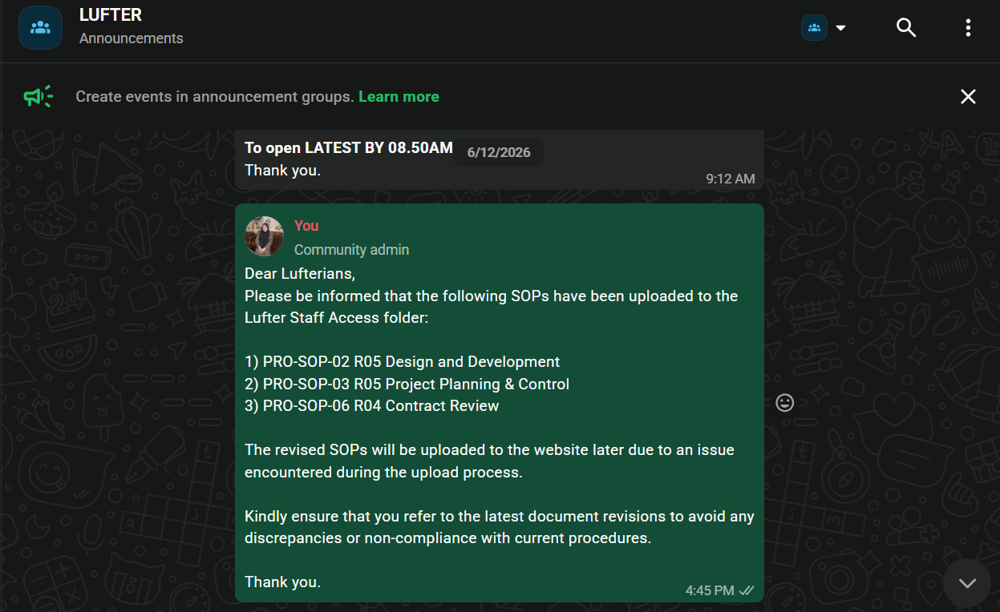 LUFTER
Announcements
Create events in announcement groups. Learn more
To open LATEST BY 08.50AM
6/12/2026
Thank you.
9:12 AM
You
Community admin
Dear Lufterians,
Please be informed that the following SOPs have been uploaded to the
Lufter Staff Access folder:
1) PRO-SOP-02 R05 Design and Development
2) PRO-SOP-03 R05 Project Planning & Control
3) PRO-SOP-06 R04 Contract Review
The revised SOPs will be uploaded to the website later due to an issue
encountered during the upload process.
Kindly ensure that you refer to the latest document revisions to avoid any
discrepancies or non-compliance with current procedures.
Thank you.
4:45 PM